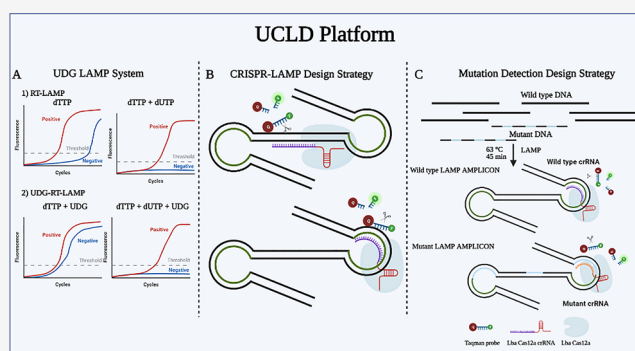 UCLD Platform
A
UDG LAMP System
1) RT-LAMP
dTTP
dTTP + dUTP
Fluorescence
Positive
Threshold
Negative
Cycles
Fluorescence
Positive
Threshold
Negative
Cycles
2) UDG-RT-LAMP
dTTP + UDG
dTTP + dUTP + UDG
Fluorescence
Positive
Negative
Threshold
Cycles
Fluorescence
Positive
Threshold
Negative
Cycles
B
CRISPR-LAMP Design Strategy
C
Mutation Detection Design Strategy
Wild type DNA
Mutant DNA
63 °C
45 min
LAMP
Wild type crRNA
Wild type LAMP AMPLICON
Mutant LAMP AMPLICON
Mutant crRNA
Taqman probe
Lba Cas12a crRNA
Lba Cas12a